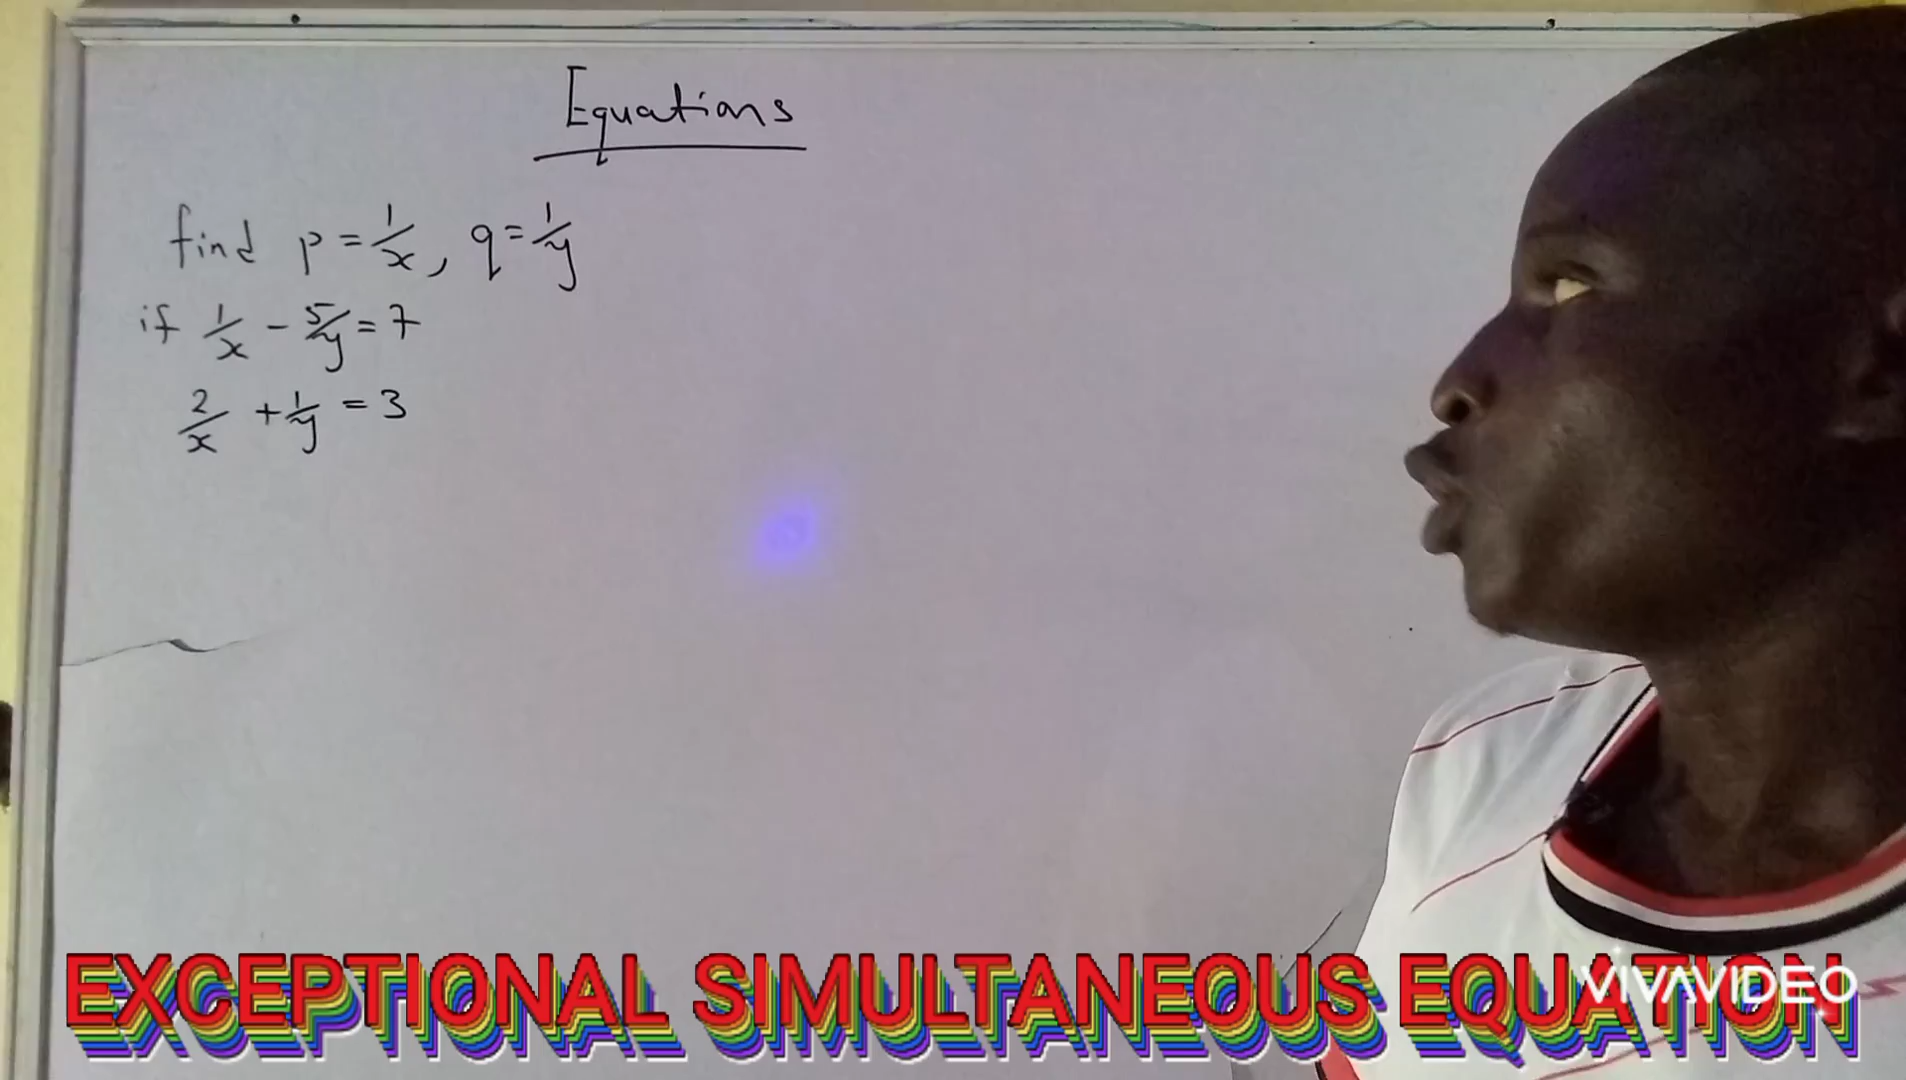 Equations
find p = 1/x, q = 1/y
if 1/x - 5/y = 7
2/x + 1/y = 3
EXCEPTIONAL SIMULTANEOUS EQUATION
VIVAVIDEO